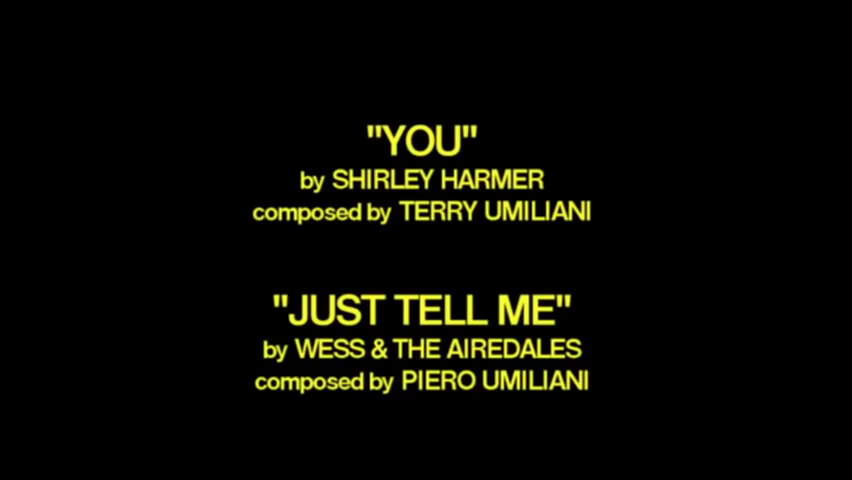 "YOU"
by SHIRLEY HARMER
composed by TERRY UMILIANI
"JUST TELL ME"
by WESS & THE AIREDALES
composed by PIERO UMILIANI